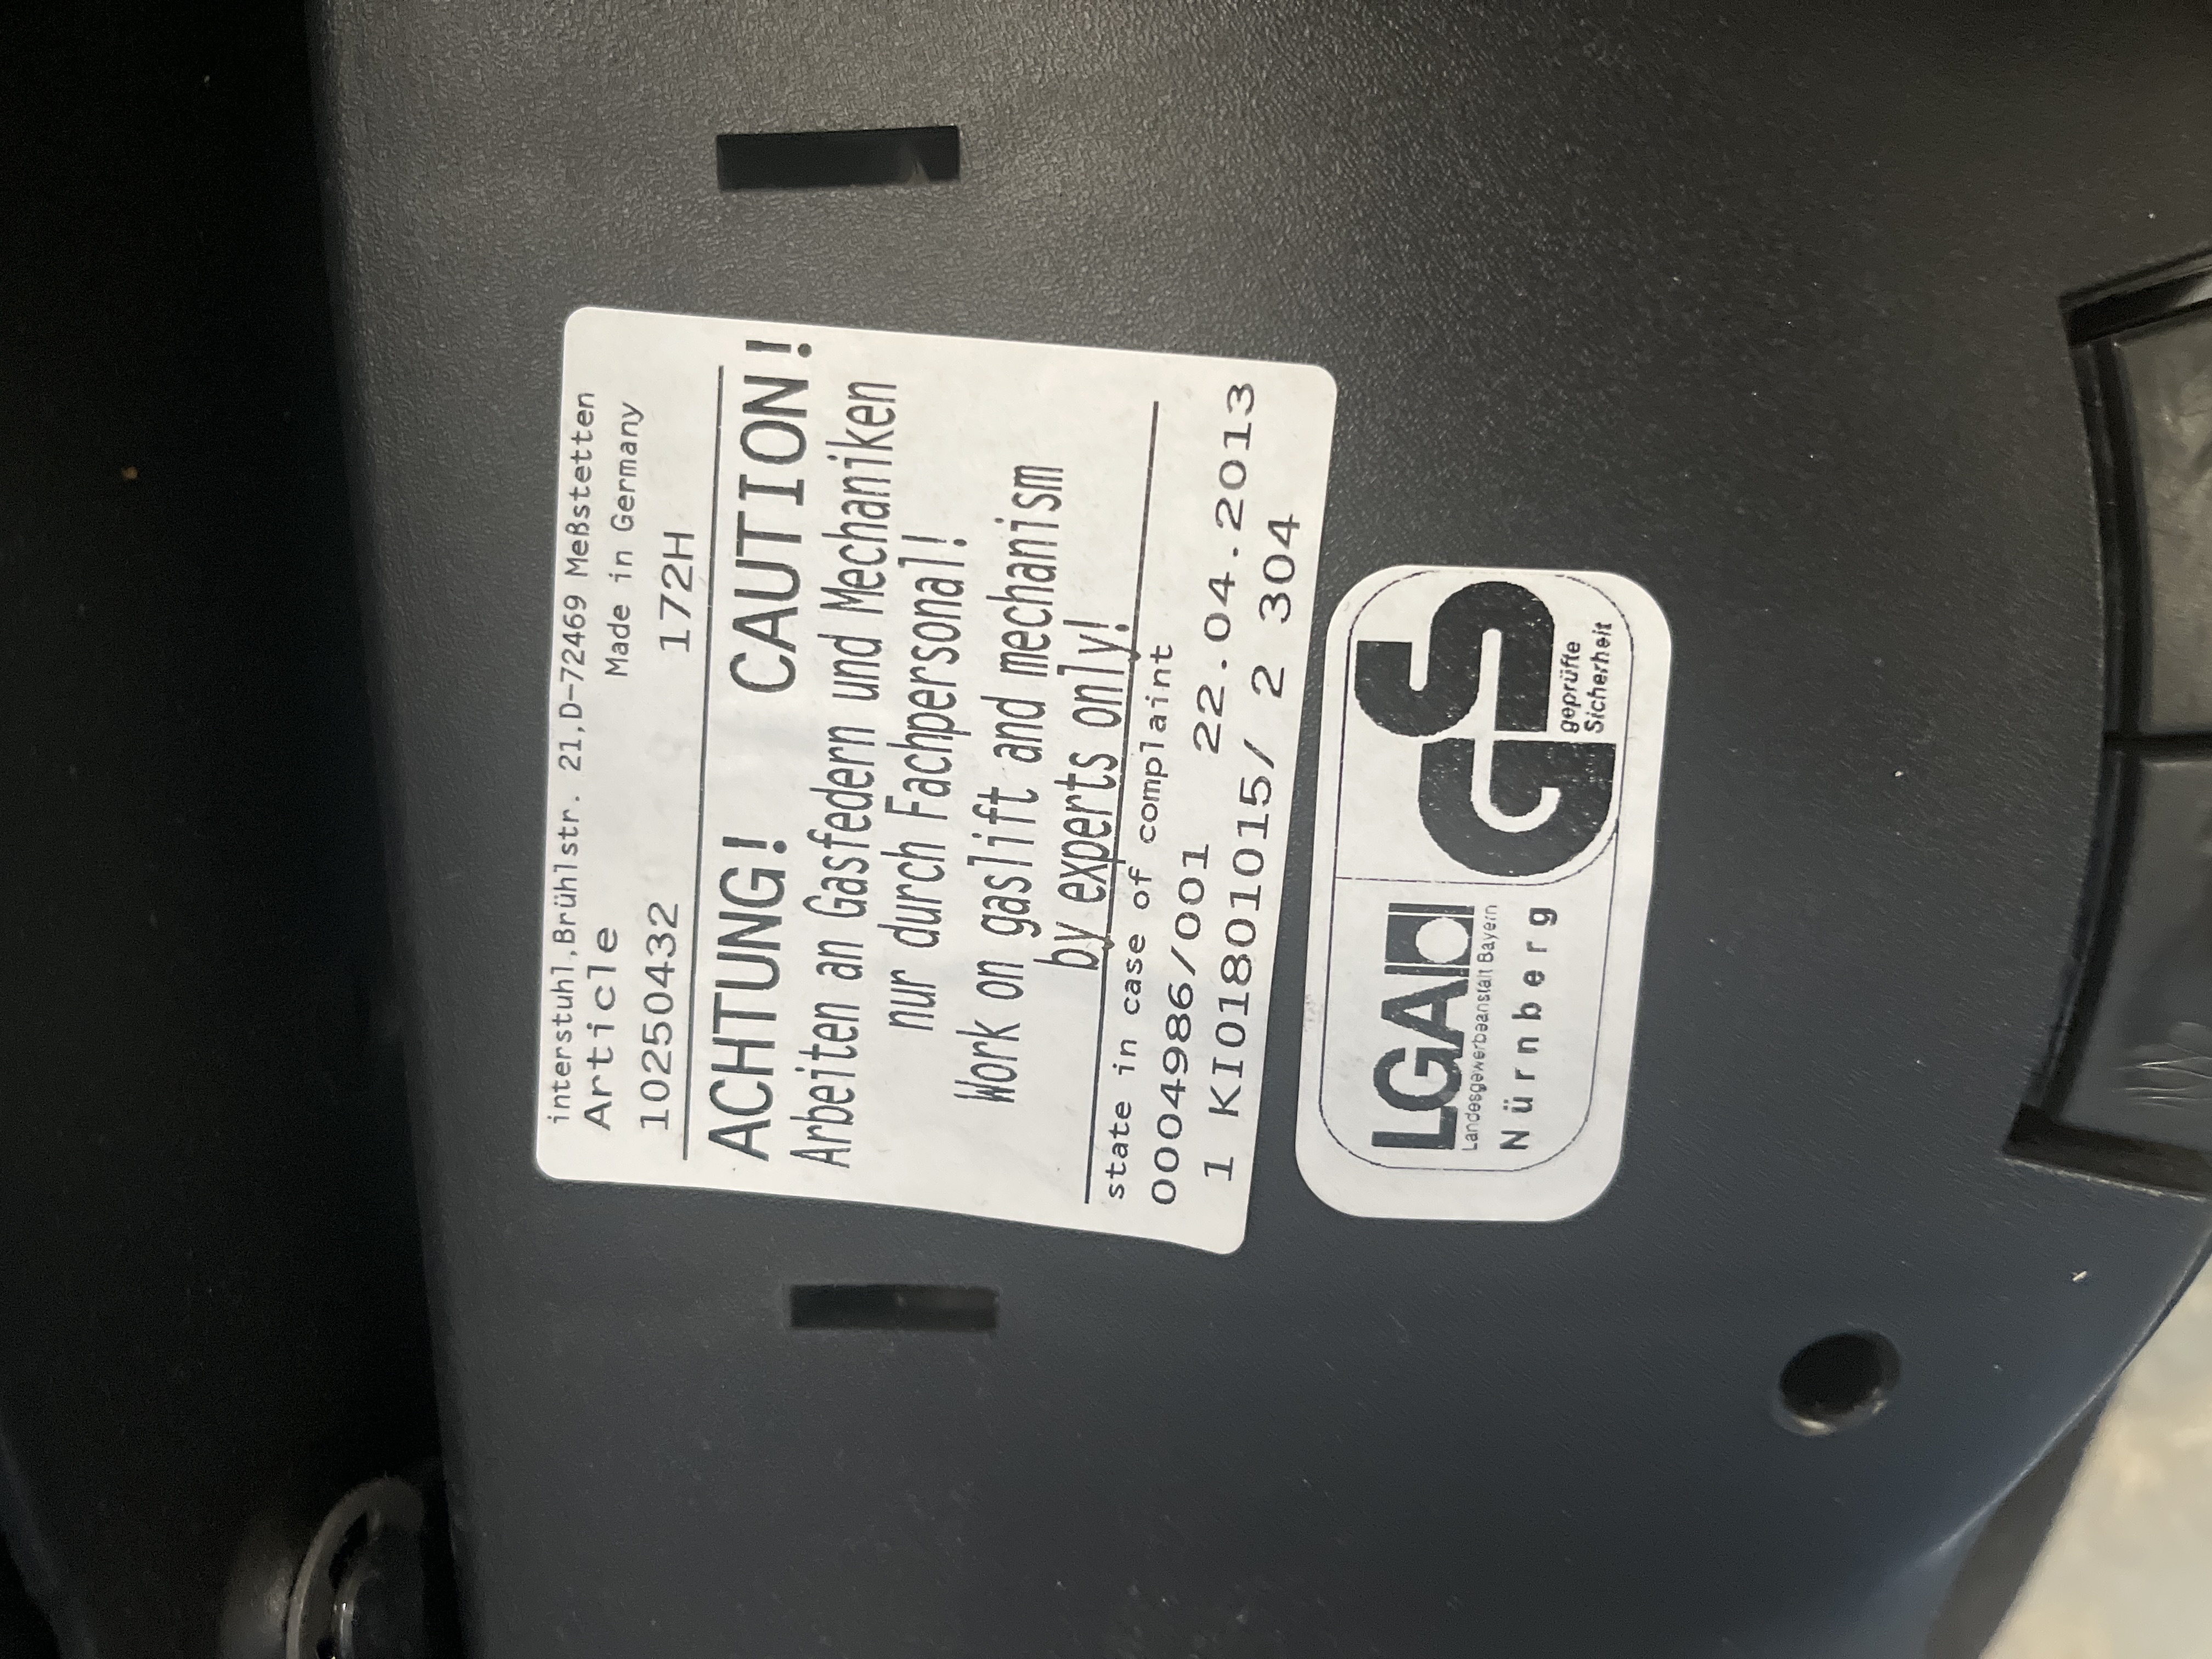 interstuhl,Brühlstr. 21,D-72469 Meßstetten
Article Made in Germany
10250432 172H
ACHTUNG! CAUTION!
Arbeiten an Gasfedern und Mechaniken
nur durch Fachpersonal!
Work on gaslift and mechanism
by experts only!
state in case of complaint
0004986/001 22.04.2013
1 KI01801015/ 2 304
LGA
Landesgewerbeanstalt Bayern
Nürnberg
GS
geprüfte
Sicherheit